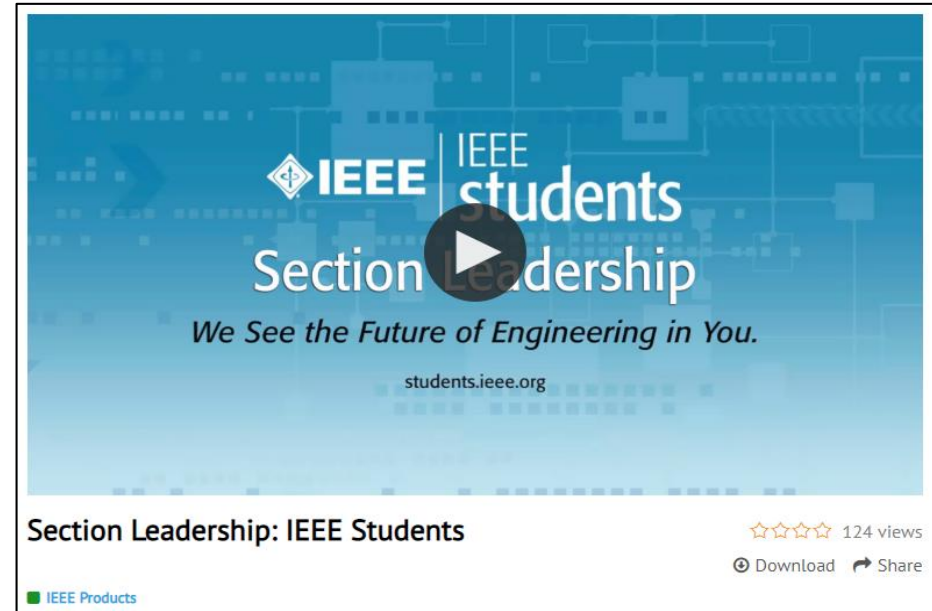 IEEE
IEEE
students
Section Leadership
We See the Future of Engineering in You.
students.ieee.org
Section Leadership: IEEE Students
124 views
Download Share
IEEE Products